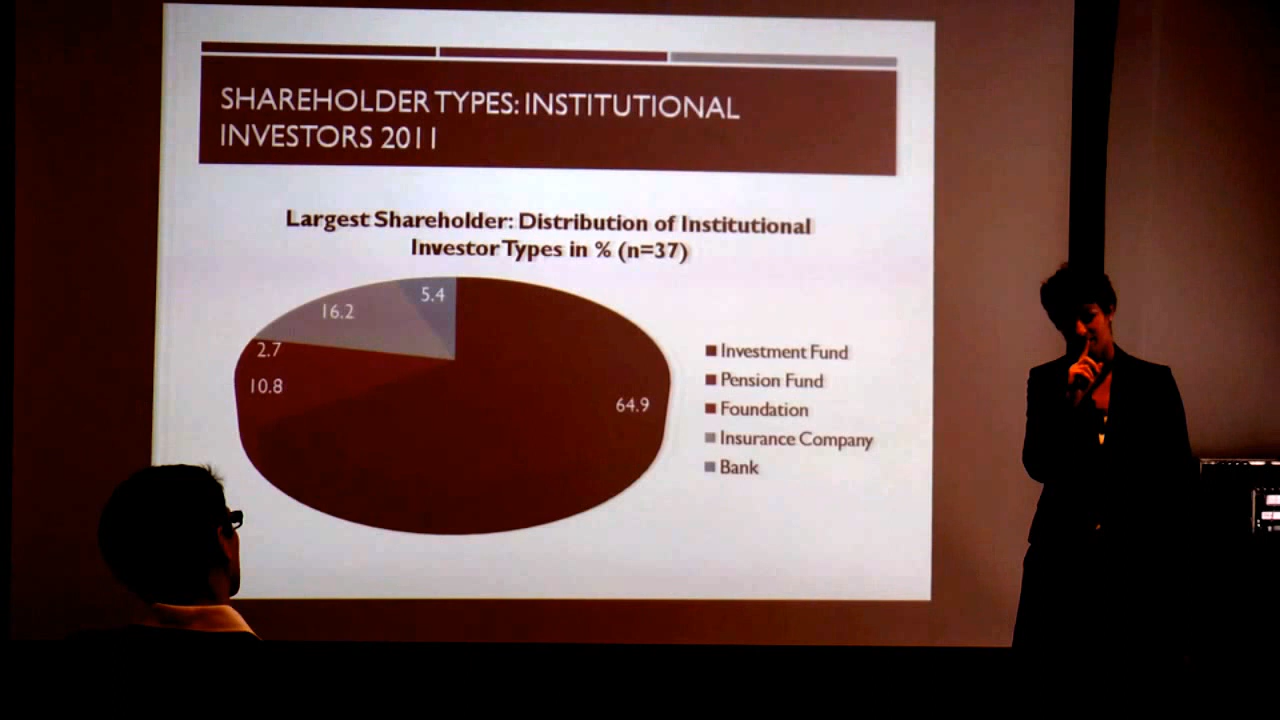 SHAREHOLDER TYPES: INSTITUTIONAL
INVESTORS 2011
Largest Shareholder: Distribution of Institutional
Investor Types in % (n=37)
5.4
16.2
2.7
10.8
64.9
Investment Fund
Pension Fund
Foundation
Insurance Company
Bank